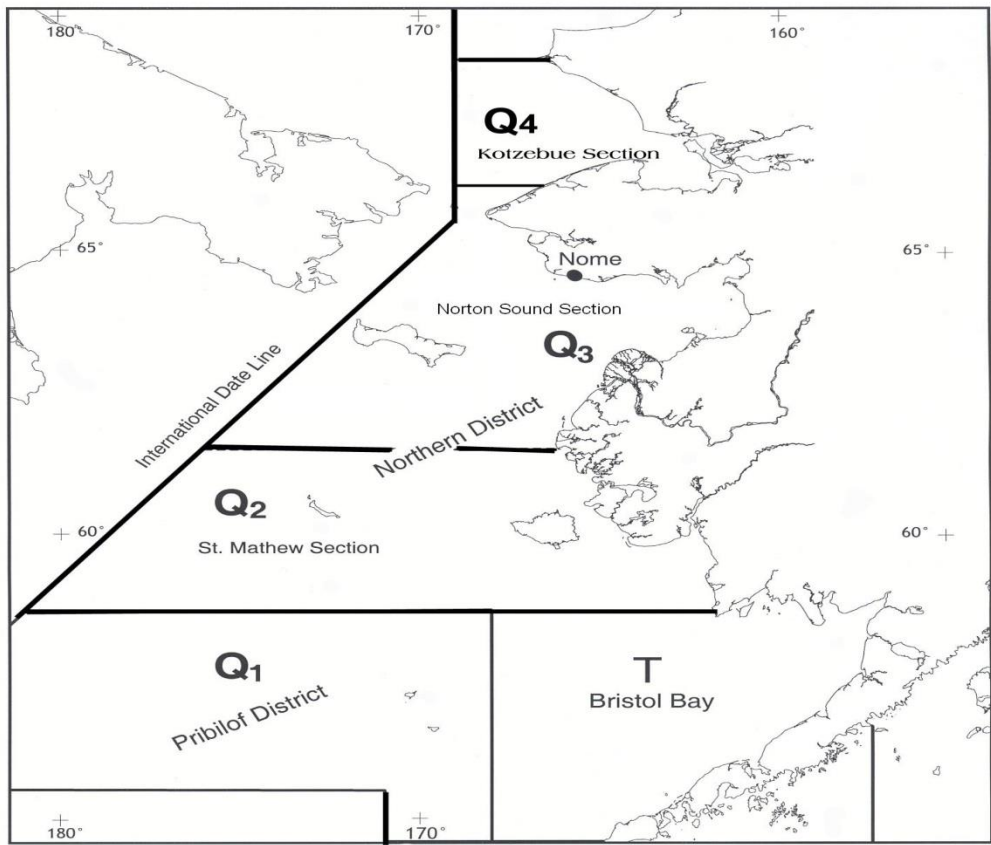 180°
170°
160°
Q4
Kotzebue Section
65°
65°
Nome
Norton Sound Section
Q3
International Date Line
Northern District
Q2
St. Mathew Section
60°
60°
Q1
Pribilof District
T
Bristol Bay
180°
170°
160°